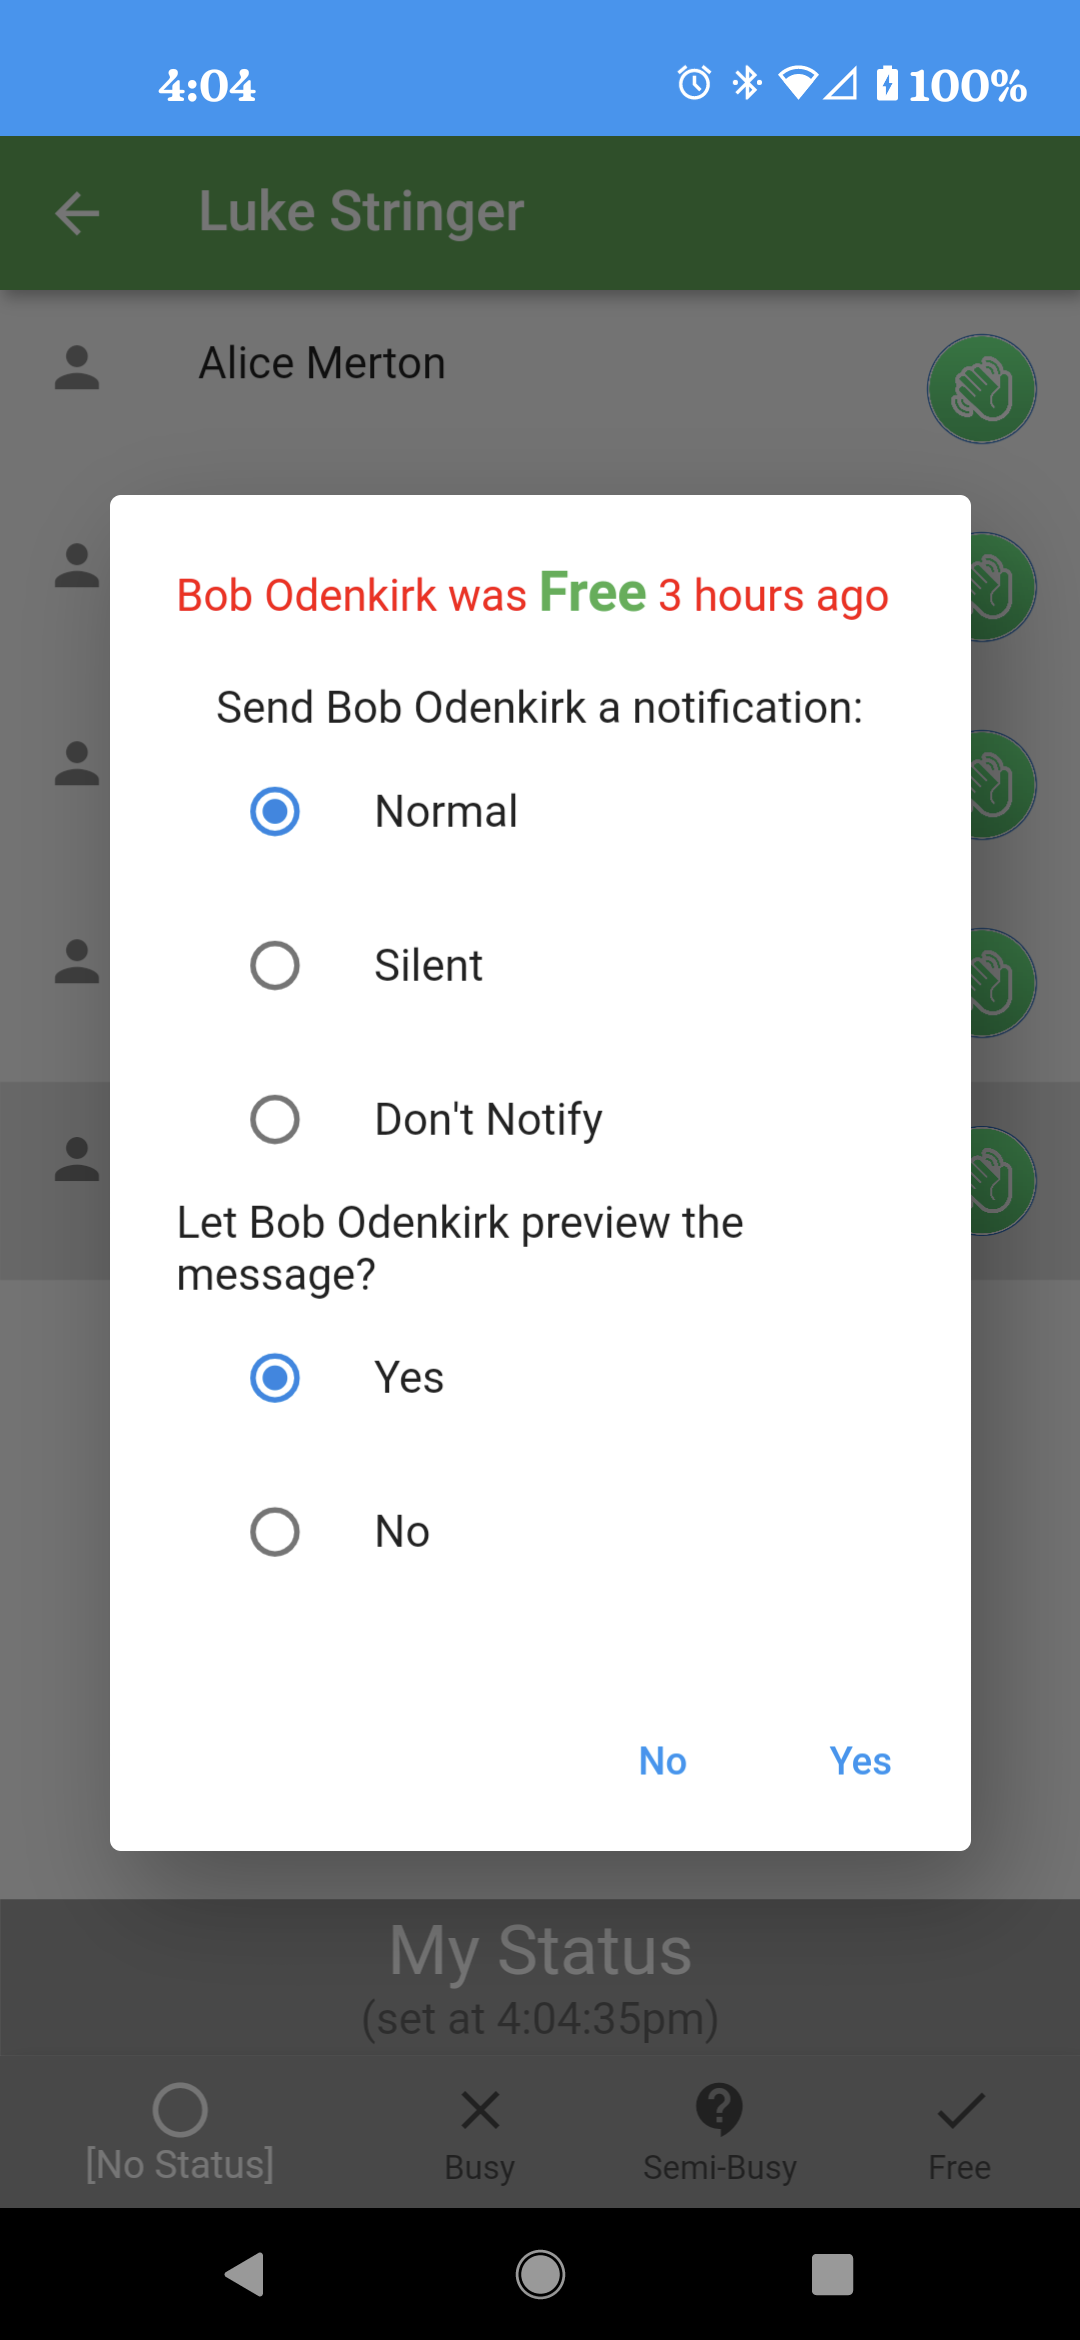 4:04 100%
Luke Stringer
Alice Merton
Bob Odenkirk was Free 3 hours ago
Send Bob Odenkirk a notification:
Normal
Silent
Don't Notify
Let Bob Odenkirk preview the
message?
Yes
No
No Yes
My Status
(set at 4:04:35pm)
[No Status] Busy Semi-Busy Free